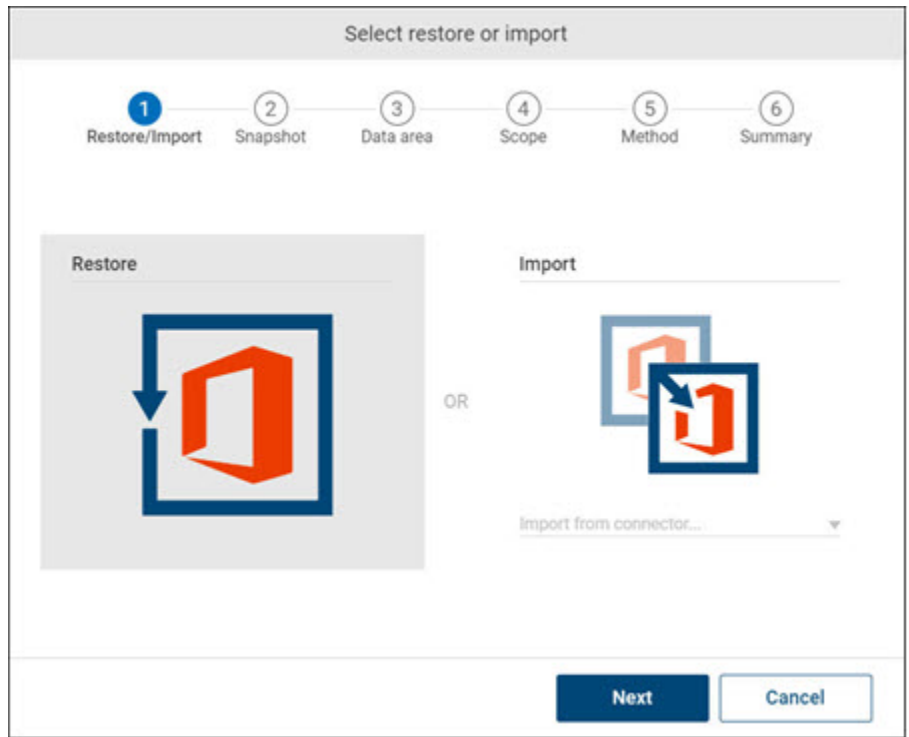 Select restore or import
1 2 3 4 5 6
Restore/Import Snapshot Data area Scope Method Summary
Restore
Import
OR
Import from connector...
Next Cancel